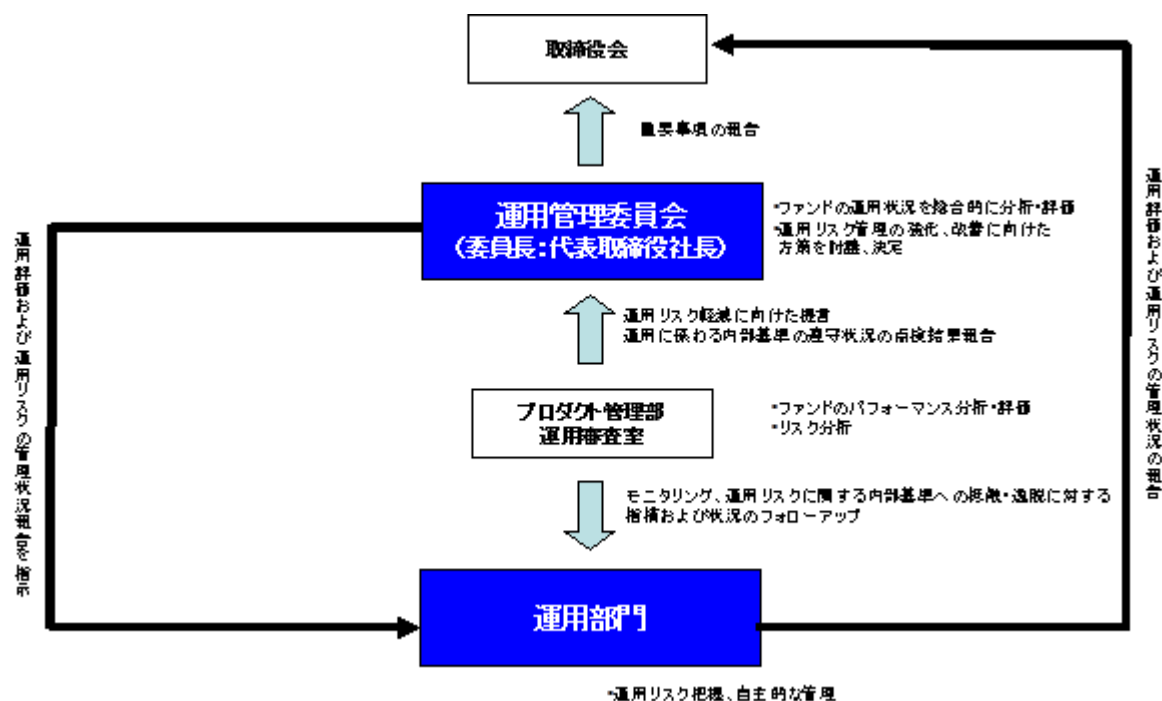 取締役会
重要事項の報告
運用管理委員会
(委員長:代表取締役社長)
・ファンドの運用状況を総合的に分析・評価
・運用リスク管理の強化、改善に向けた
方策を討議、決定
運用リスク軽減に向けた提言
運用に係わる内部基準の遵守状況の点検結果報告
プロダクト管理部
運用審査室
・ファンドのパフォーマンス分析・評価
・リスク分析
モニタリング、運用リスクに関する内部基準への抵触・逸脱に対する
指摘および状況のフォローアップ
運用部門
・運用リスク把握、自主的な管理
運用評価および運用リスクの管理状況報告を指示
運用評価および運用リスクの管理状況の報告